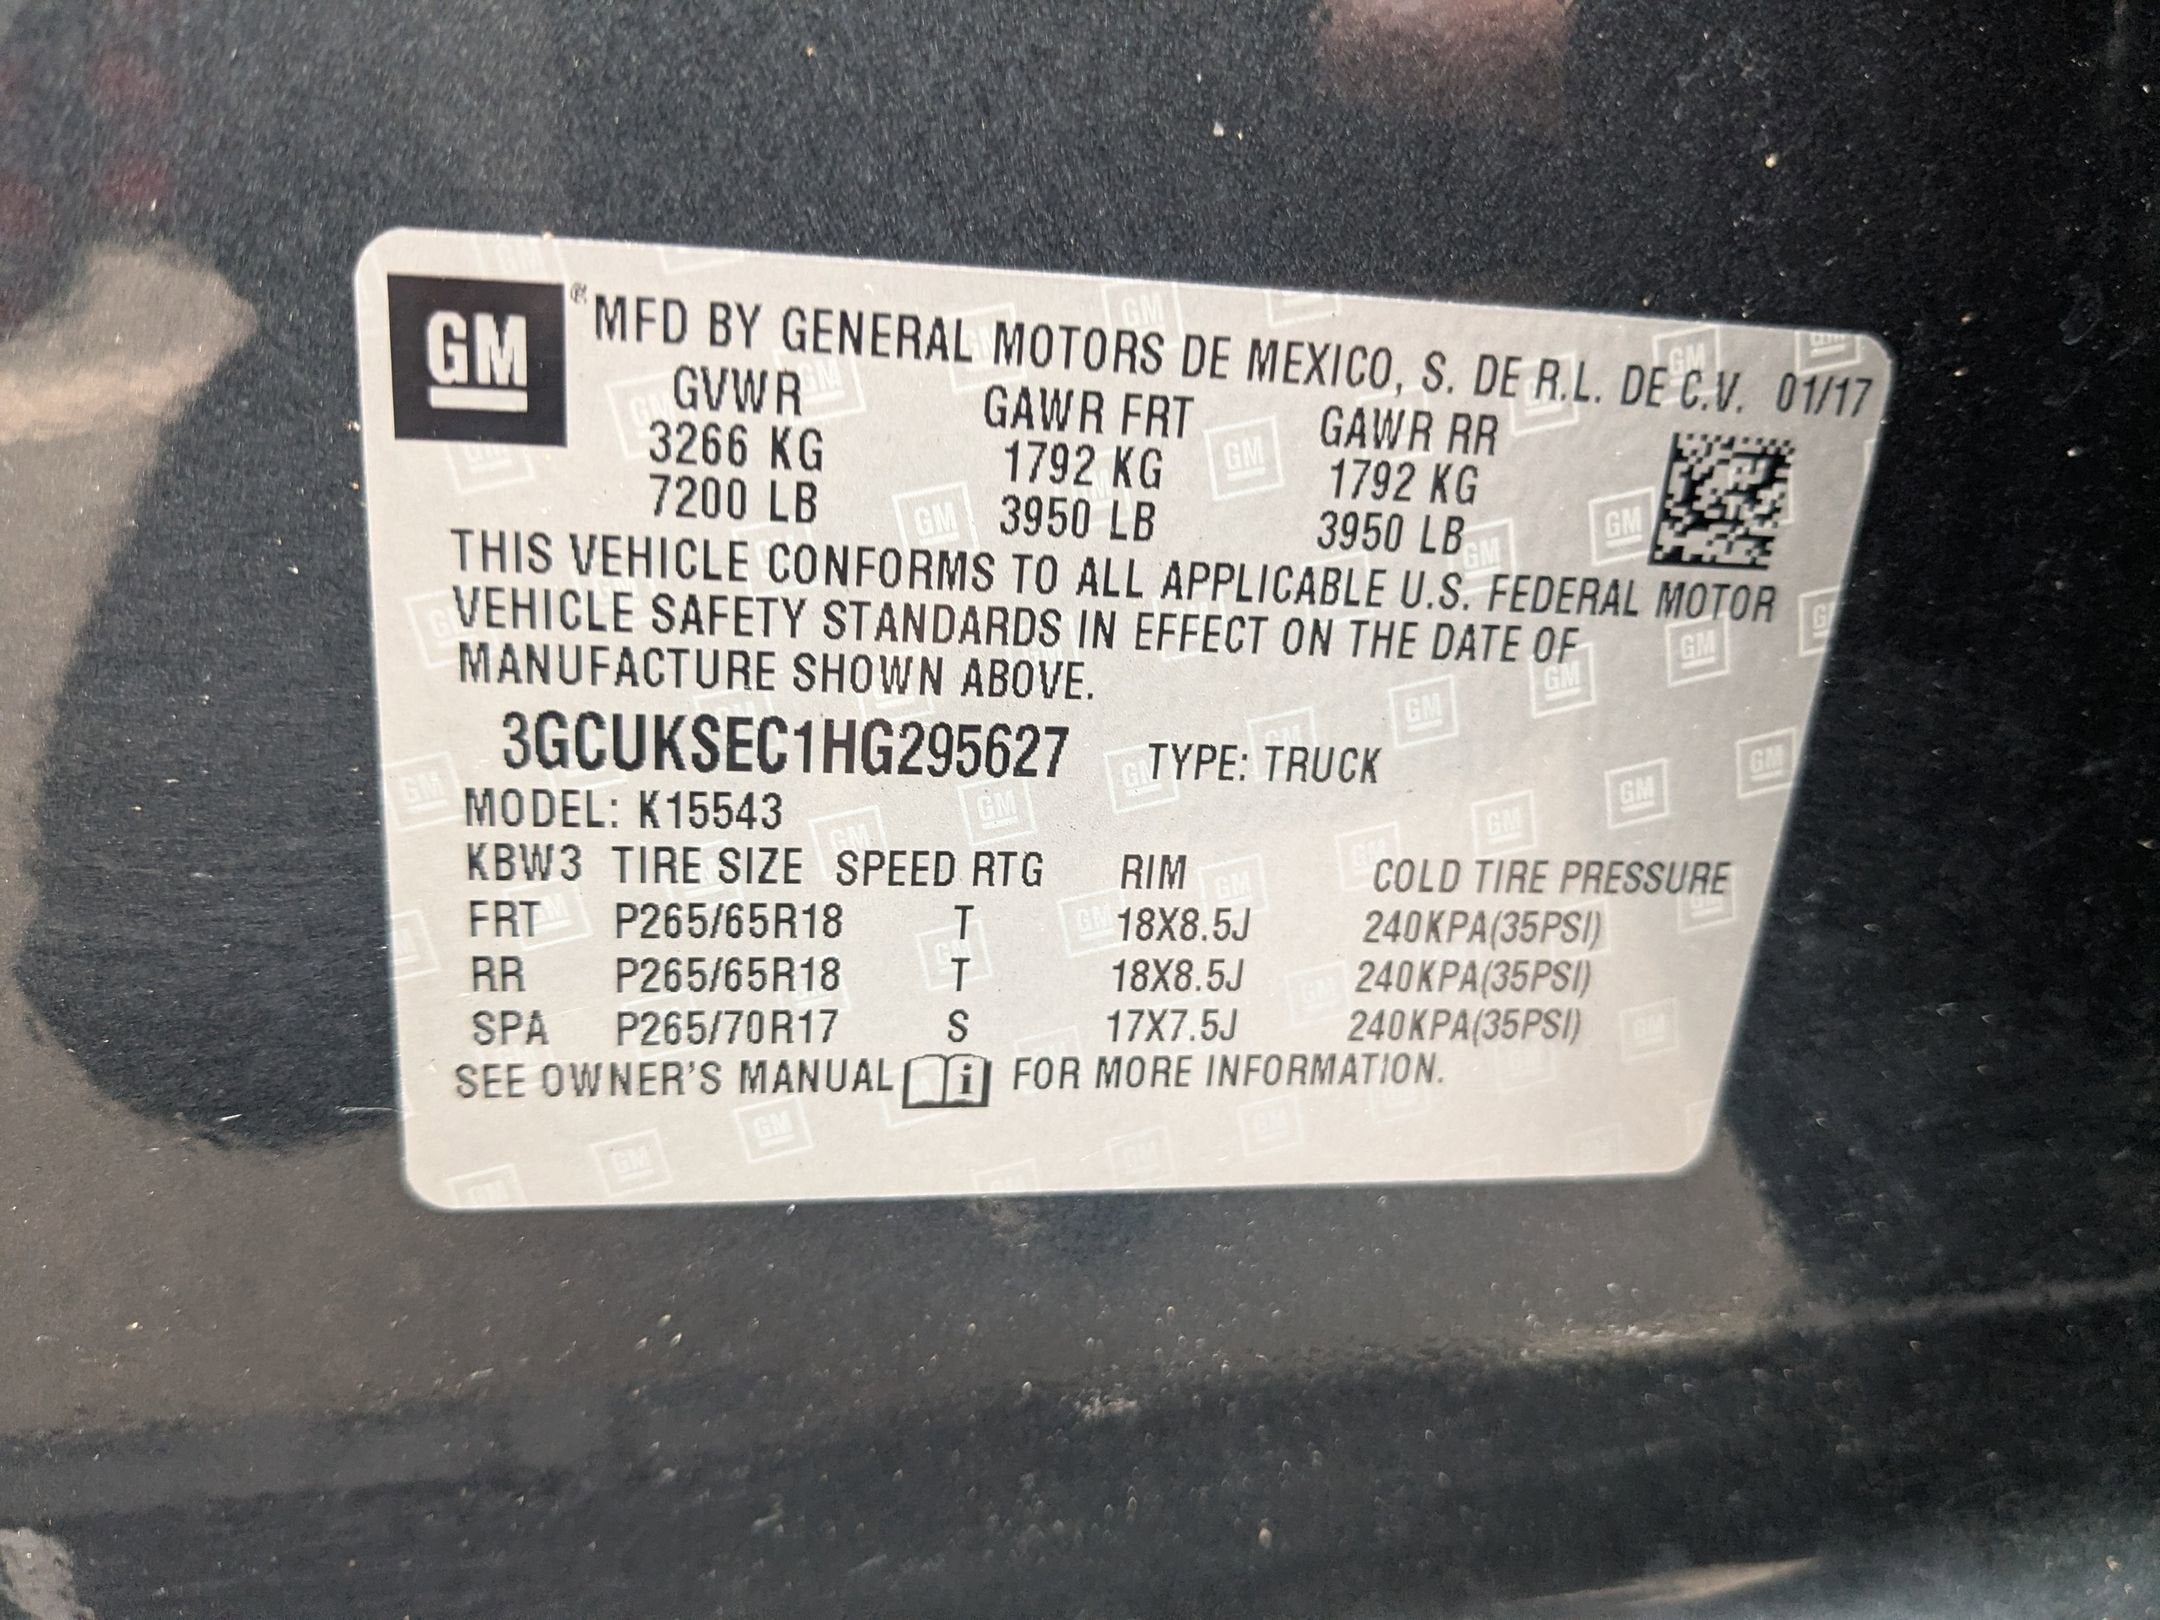 GM ® MFD BY GENERAL MOTORS DE MEXICO, S. DE R.L. DE C.V. 01/17
GVWR GAWR FRT GAWR RR
3266 KG 1792 KG 1792 KG
7200 LB 3950 LB 3950 LB
THIS VEHICLE CONFORMS TO ALL APPLICABLE U.S. FEDERAL MOTOR
VEHICLE SAFETY STANDARDS IN EFFECT ON THE DATE OF
MANUFACTURE SHOWN ABOVE.
3GCUKSEC1HG295627 TYPE: TRUCK
MODEL: K15543
KBW3 TIRE SIZE SPEED RTG RIM COLD TIRE PRESSURE
FRT P265/65R18 T 18X8.5J 240KPA(35PSI)
RR P265/65R18 T 18X8.5J 240KPA(35PSI)
SPA P265/70R17 S 17X7.5J 240KPA(35PSI)
SEE OWNER'S MANUAL i FOR MORE INFORMATION.